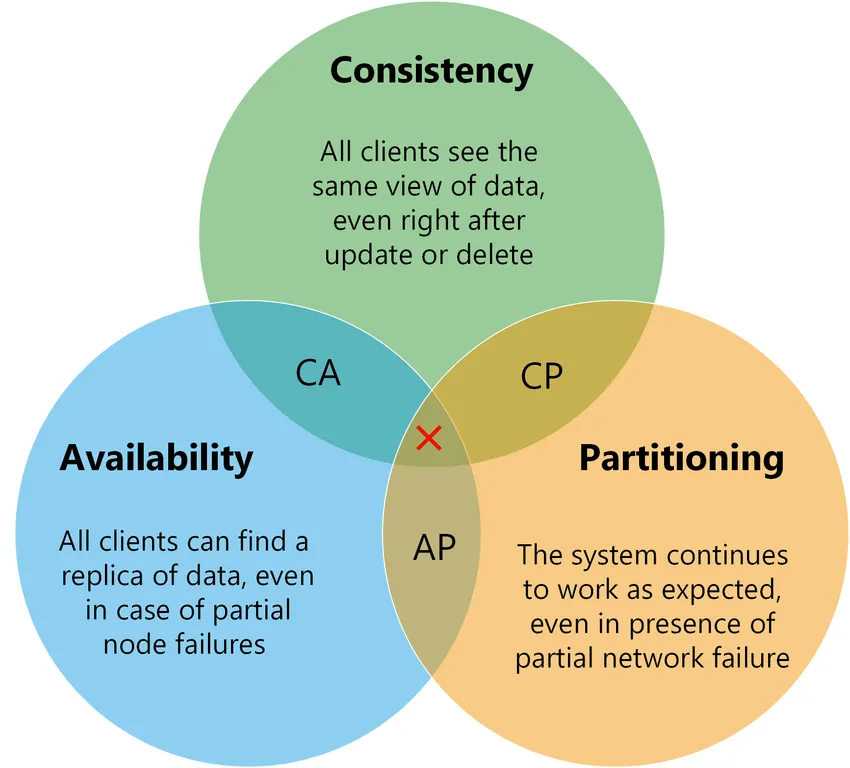 Consistency
All clients see the
same view of data,
even right after
update or delete
CA
CP
Availability
All clients can find a
replica of data, even
in case of partial
node failures
AP
Partitioning
The system continues
to work as expected,
even in presence of
partial network failure